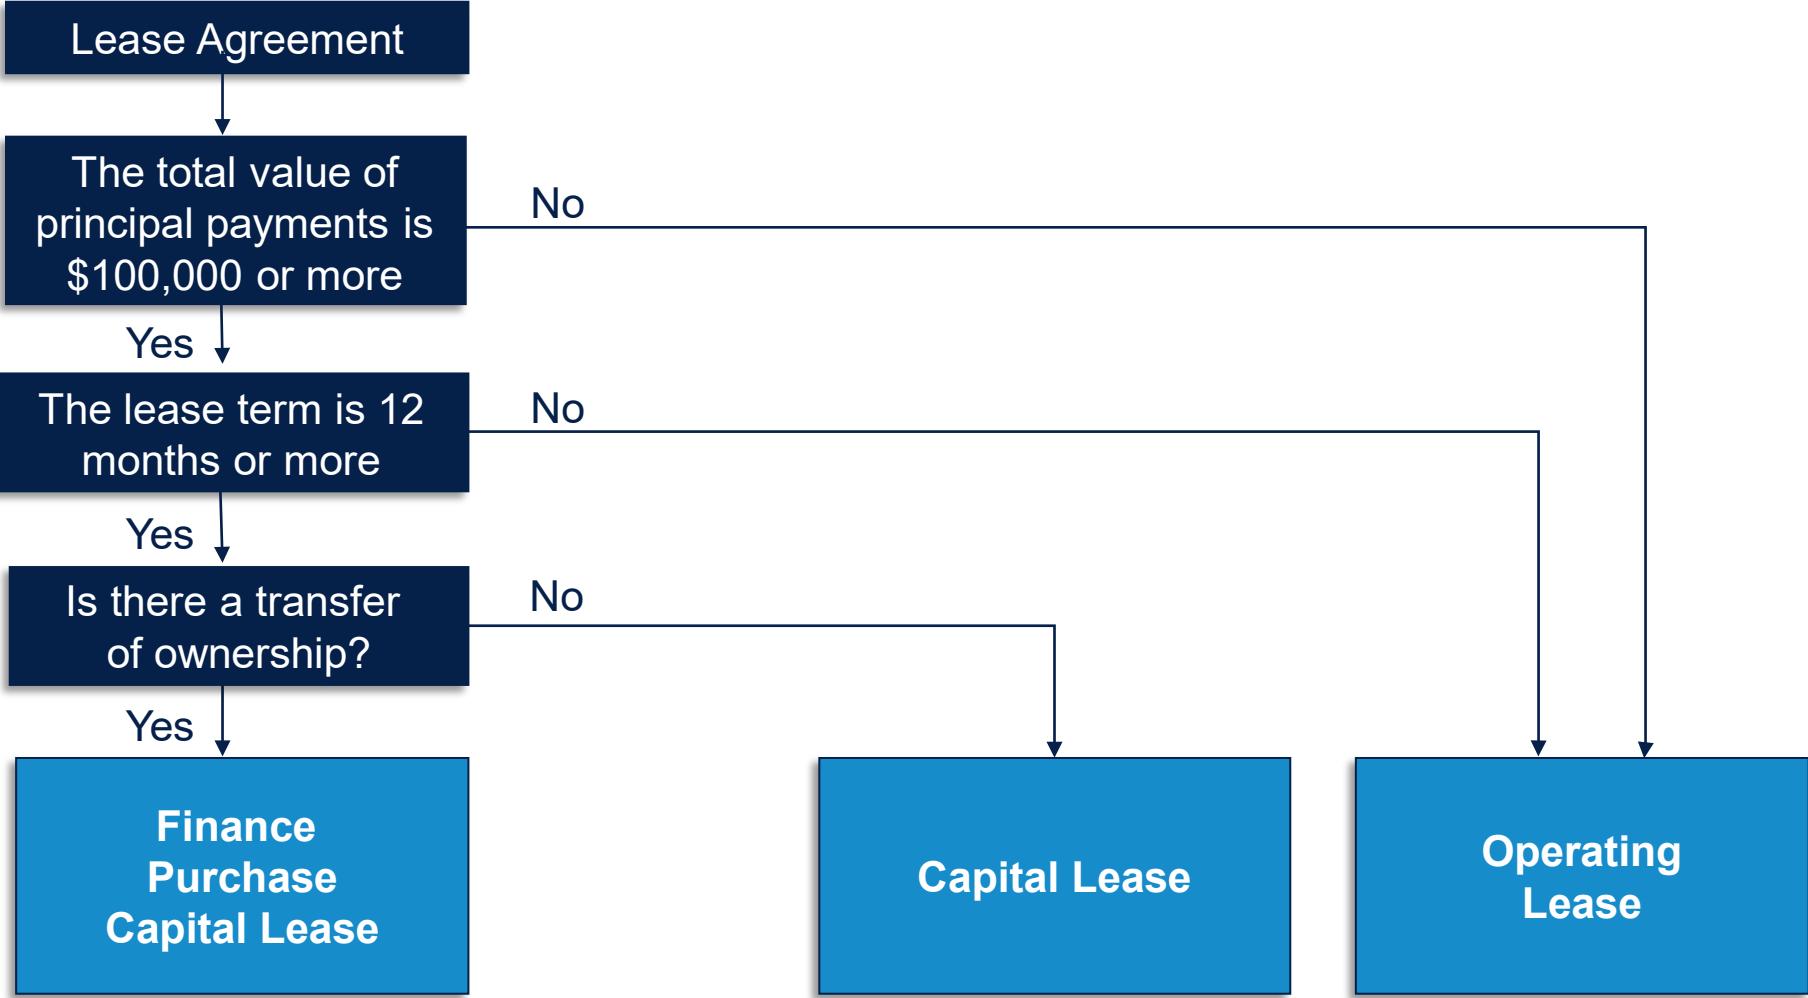 Lease Agreement
The total value of
principal payments is
$100,000 or more
No
Yes
The lease term is 12
months or more
No
Yes
Is there a transfer
of ownership?
No
Yes
Finance
Purchase
Capital Lease
Capital Lease
Operating
Lease